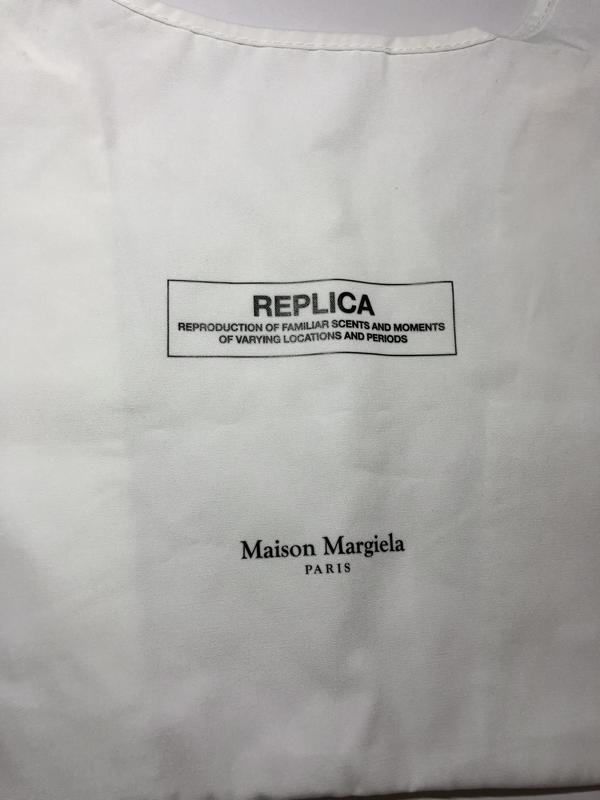 REPLICA
REPRODUCTION OF FAMILIAR SCENTS AND MOMENTS
OF VARYING LOCATIONS AND PERIODS
Maison Margiela
PARIS